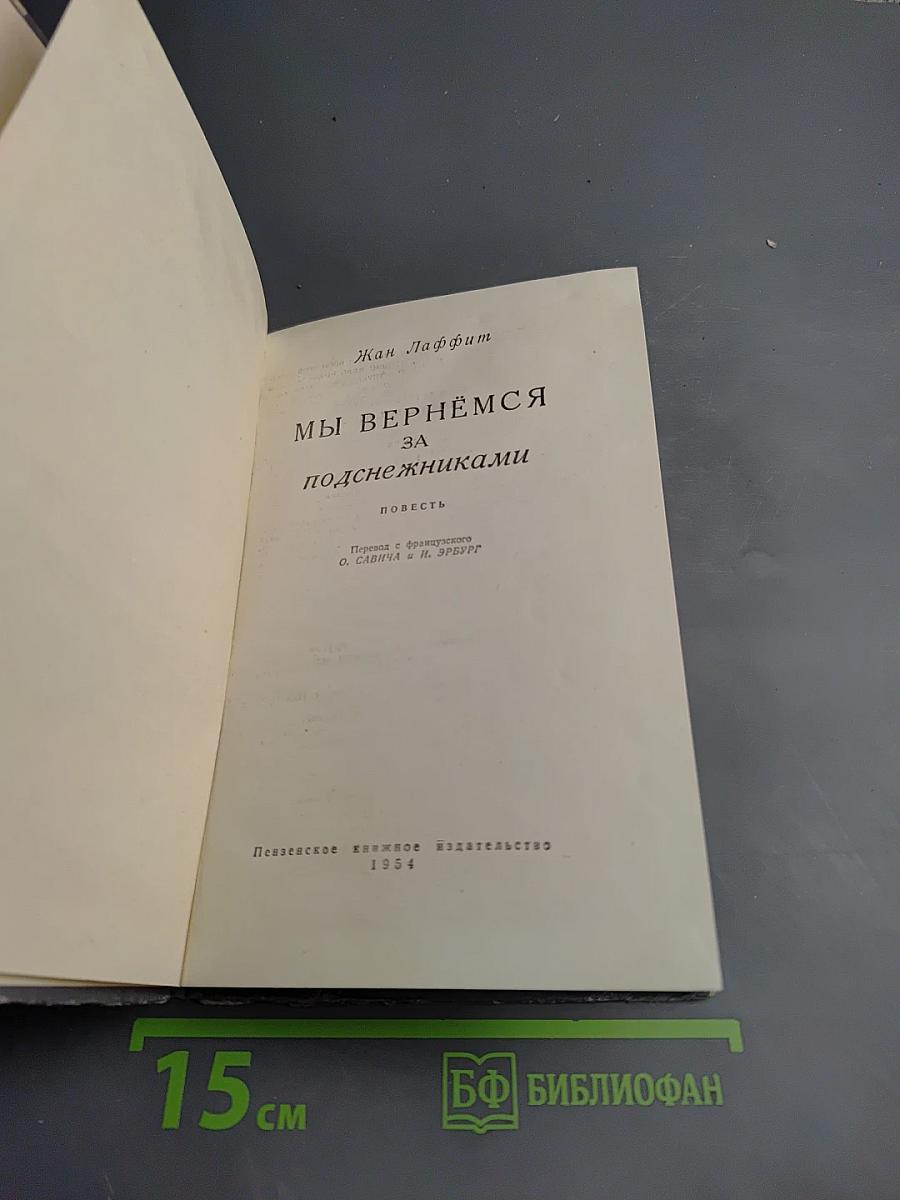 Жан Лаффит
МЫ ВЕРНЁМСЯ
ЗА
подснежниками
ПОВЕСТЬ
Перевод с французского
О. САВИЧА и И. ЭРБУРГ
Пензенское книжное издательство
1954
15 см
БФ БИБЛИОФАН